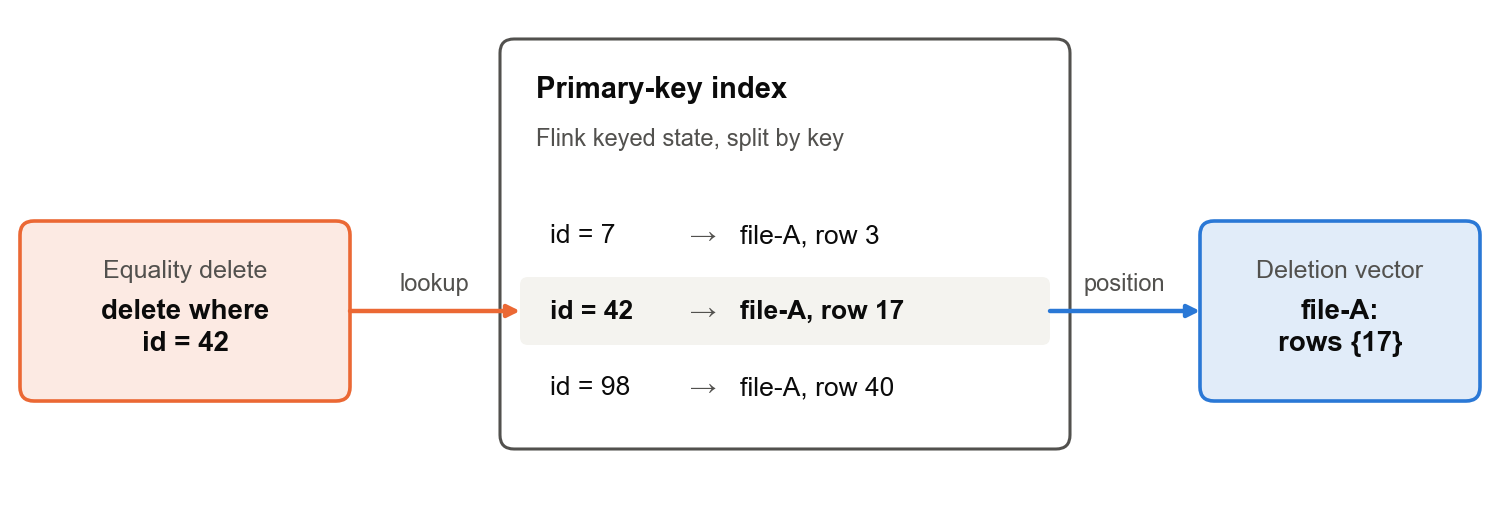 Primary-key index
Flink keyed state, split by key
id = 7 → file-A, row 3
Equality delete
delete where
id = 42
lookup
id = 42 → file-A, row 17
position
Deletion vector
file-A:
rows {17}
id = 98 → file-A, row 40